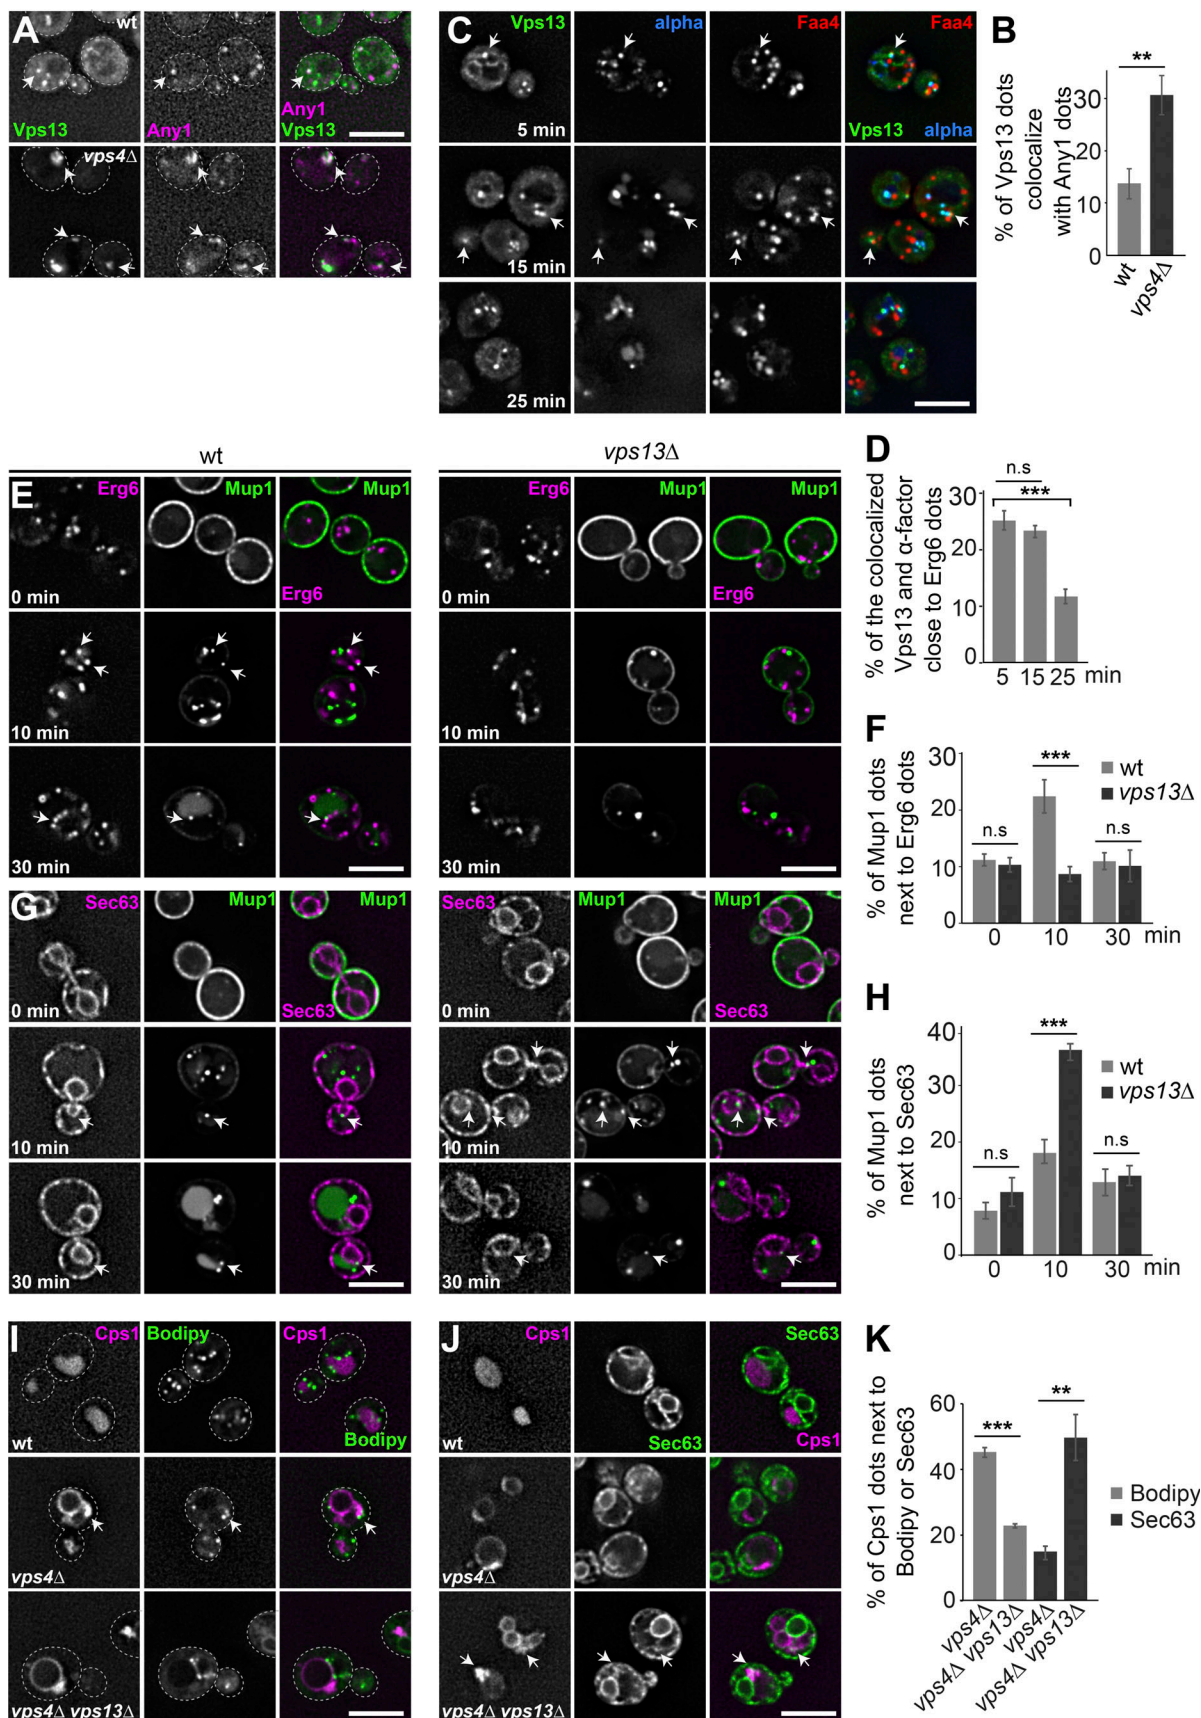 A
wt
Vps13
Any1
Any1
Vps13
vps4Δ
C
Vps13
alpha
Faa4
Faa4
5 min
Vps13
alpha
15 min
25 min
B
% of Vps13 dots
colocalize
with Any1 dots
**
30
20
10
0
wt
vps4Δ
wt
vps13Δ
E
Erg6
Mup1
Mup1
0 min
Erg6
10 min
30 min
Erg6
Mup1
Mup1
0 min
Erg6
10 min
30 min
D
% of the colocalized
Vps13 and α-factor
close to Erg6 dots
n.s
***
30
20
10
0
5 15 25 min
F
% of Mup1 dots
next to Erg6 dots
30
20
10
0
n.s
***
n.s
wt
vps13Δ
0 10 30 min
G
Sec63
Mup1
Mup1
0 min
Sec63
10 min
30 min
Sec63
Mup1
Mup1
0 min
Sec63
10 min
30 min
H
% of Mup1 dots
next to Sec63
40
30
20
10
0
n.s
***
n.s
wt
vps13Δ
0 10 30 min
I
Cps1
Bodipy
Cps1
wt
Bodipy
vps4Δ
vps4Δ vps13Δ
J
Cps1
Sec63
wt
Sec63
Cps1
vps4Δ
vps4Δ vps13Δ
K
% of Cps1 dots next to
Bodipy or Sec63
60
40
20
0
***
**
Bodipy
Sec63
vps4Δ
vps4Δ vps13Δ
vps4Δ
vps4Δ vps13Δ